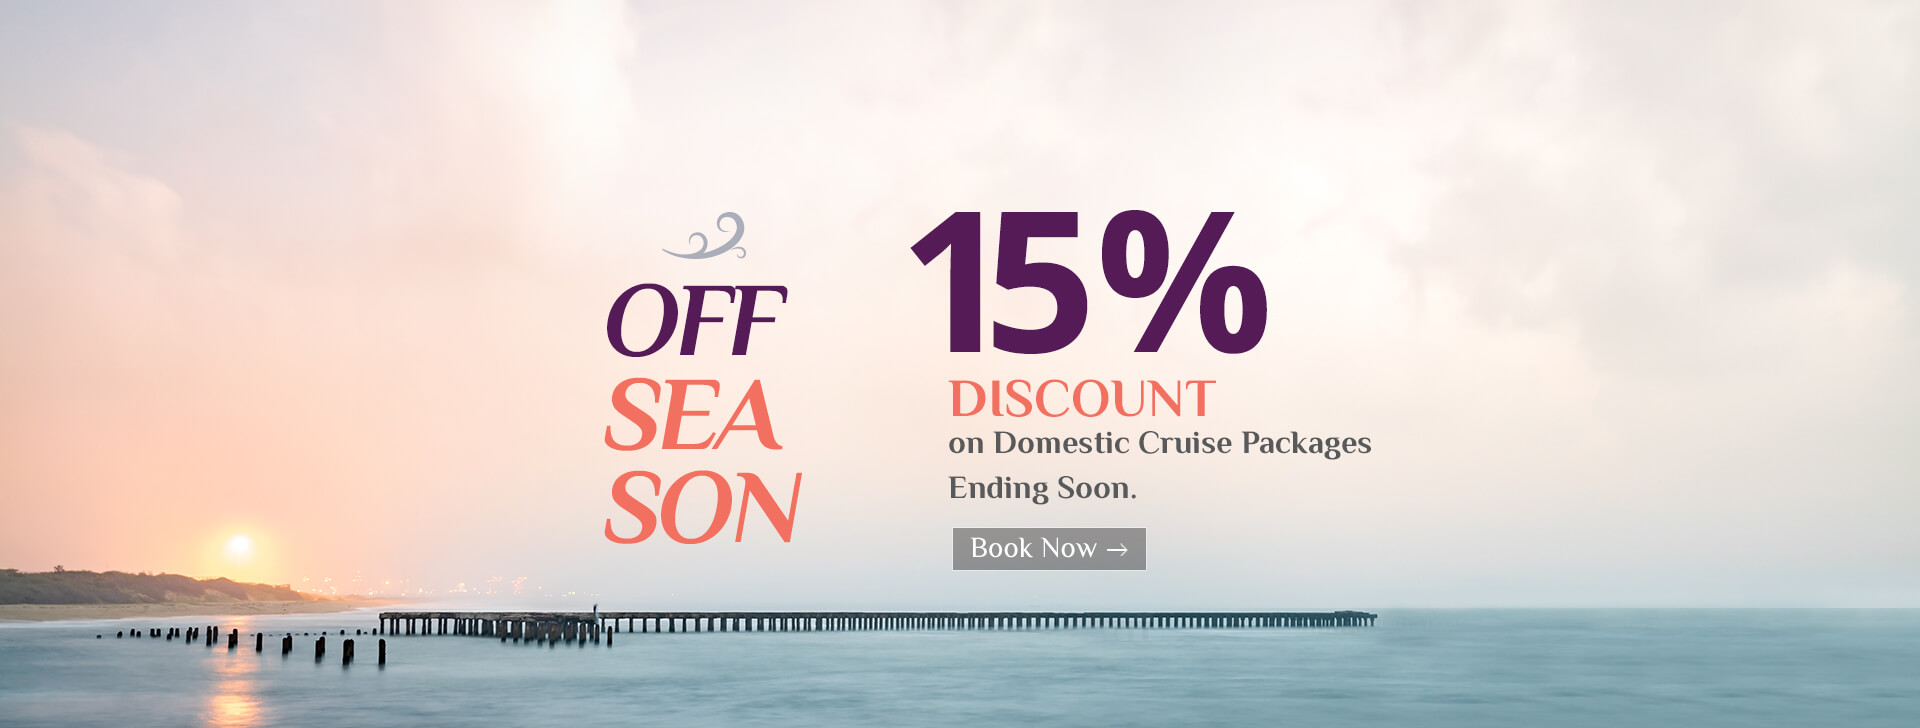 OFF
SEA
SON
15%
DISCOUNT
on Domestic Cruise Packages
Ending Soon.
Book Now →